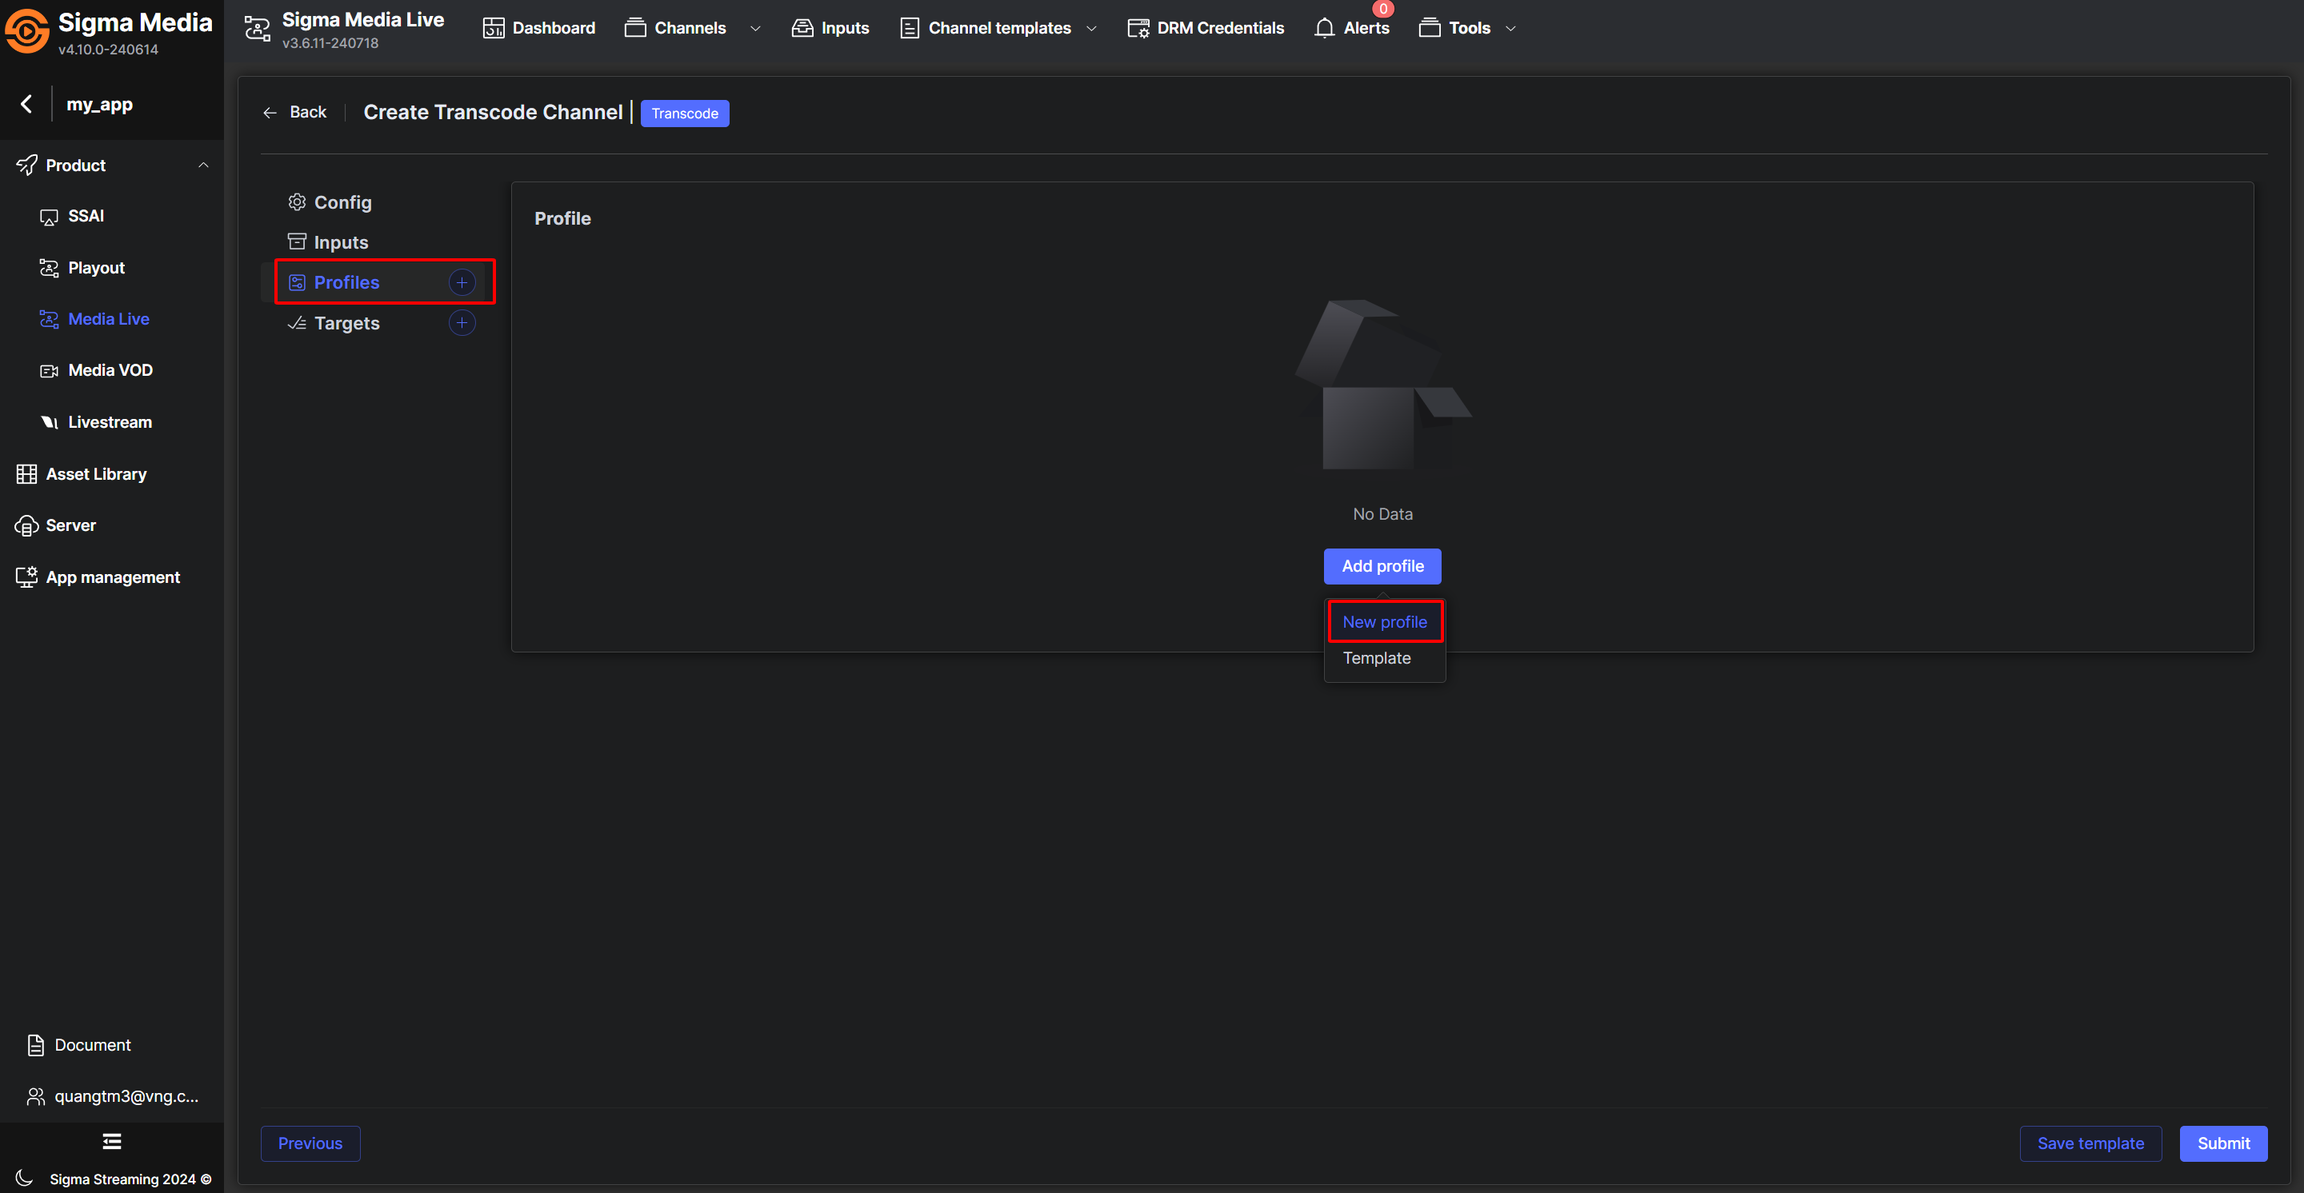 Sigma Media
v4.10.0-240614
Sigma Media Live
v3.6.11-240718
Dashboard
Channels
Inputs
Channel templates
DRM Credentials
Alerts
0
Tools
my_app
Back
Create Transcode Channel
Transcode
Product
SSAI
Playout
Media Live
Media VOD
Livestream
Asset Library
Server
App management
Config
Inputs
Profiles
Targets
Profile
No Data
Add profile
New profile
Template
Document
quangtm3@vng.c...
Sigma Streaming 2024 ©
Previous
Save template
Submit